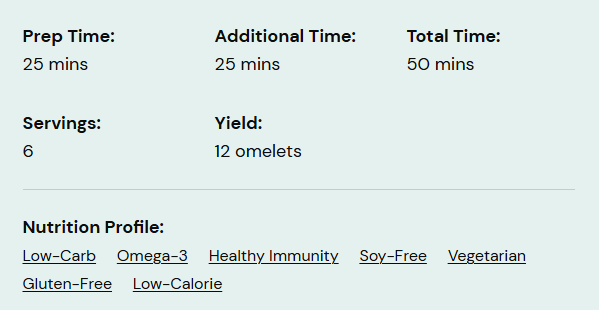 Prep Time: Additional Time: Total Time:
25 mins 25 mins 50 mins
Servings: Yield:
6 12 omelets
Nutrition Profile:
Low-Carb Omega-3 Healthy Immunity Soy-Free Vegetarian
Gluten-Free Low-Calorie